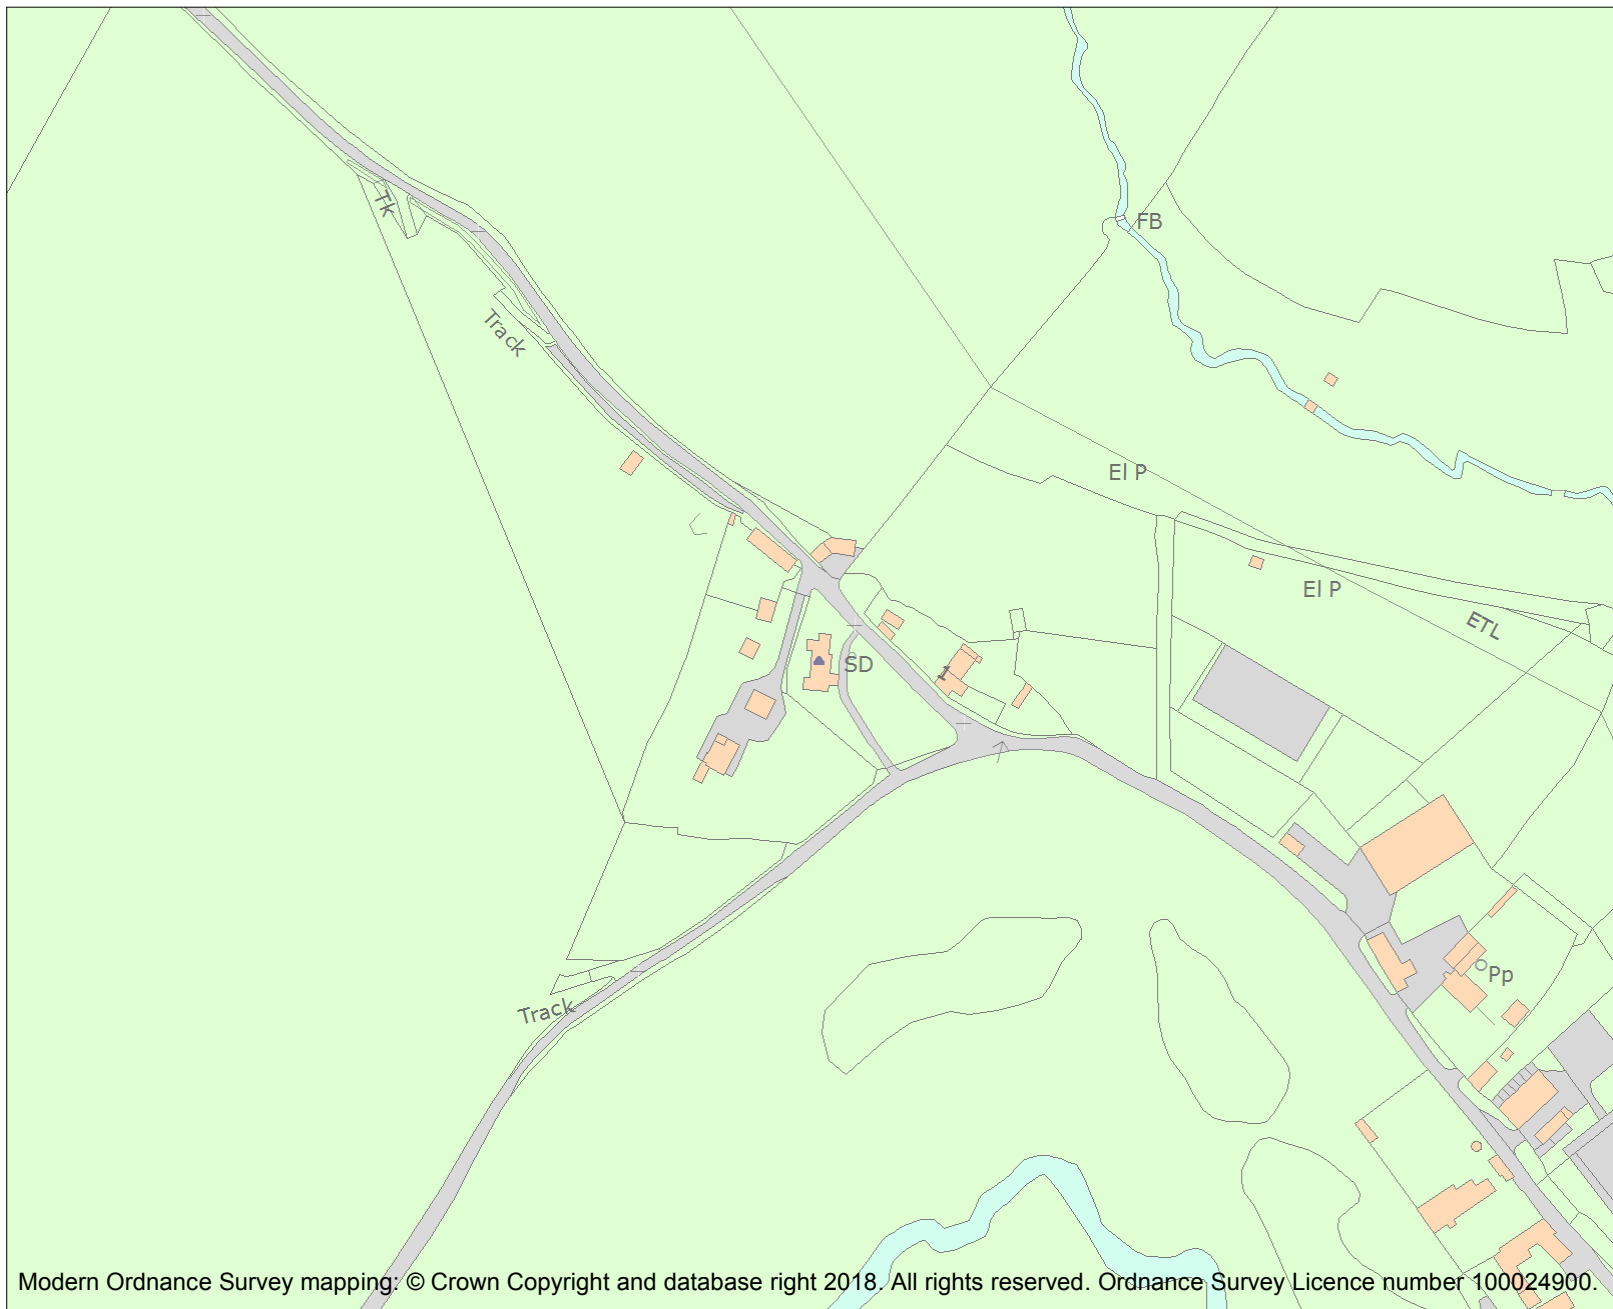 Tk
FB
Track
El P
El P
ETL
SD
1
Pp
Track
Modern Ordnance Survey mapping: © Crown Copyright and database right 2018. All rights reserved. Ordnance Survey Licence number 100024900.